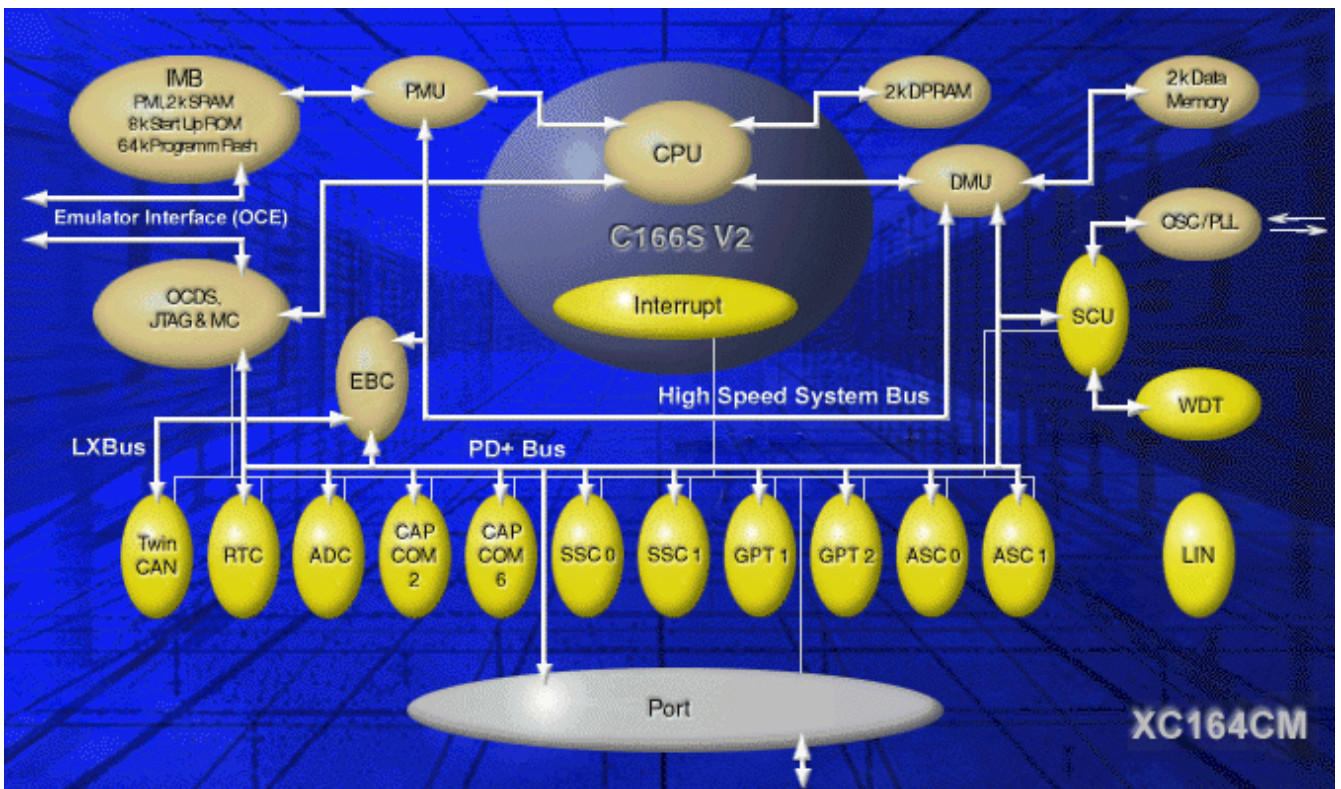 IMB
PMI, 2k SRAM
8k Start Up ROM
64k Programm Flash
PMU
CPU
2k DPRAM
2k Data
Memory
DMU
Emulator Interface (OCE)
C166S V2
OSC/PLL
OCDS,
JTAG & MC
Interrupt
SCU
EBC
High Speed System Bus
WDT
LXBus
PD+ Bus
Twin
CAN
RTC
ADC
CAP
COM
2
CAP
COM
6
SSC 0
SSC 1
GPT 1
GPT 2
ASC 0
ASC 1
LIN
Port
XC164CM